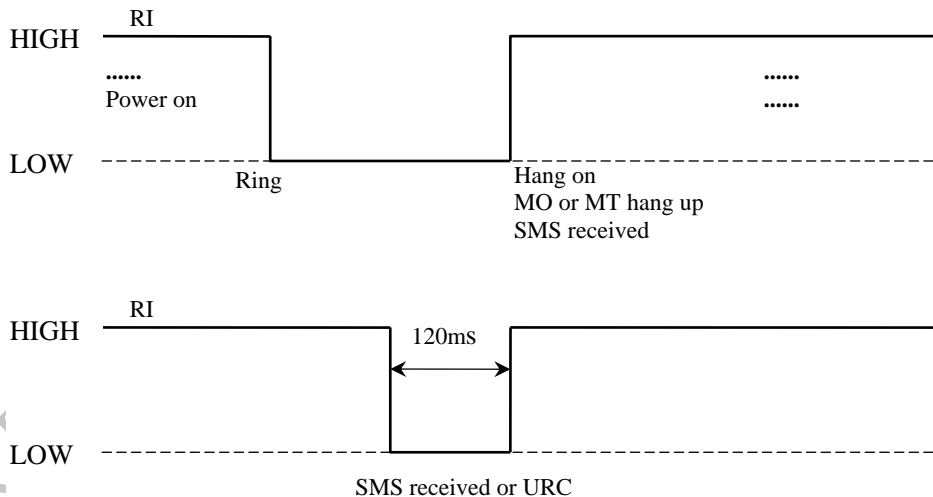 RI
HIGH
......
Power on
......
......
LOW
Ring
Hang on
MO or MT hang up
SMS received
RI
HIGH
120ms
LOW
SMS received or URC